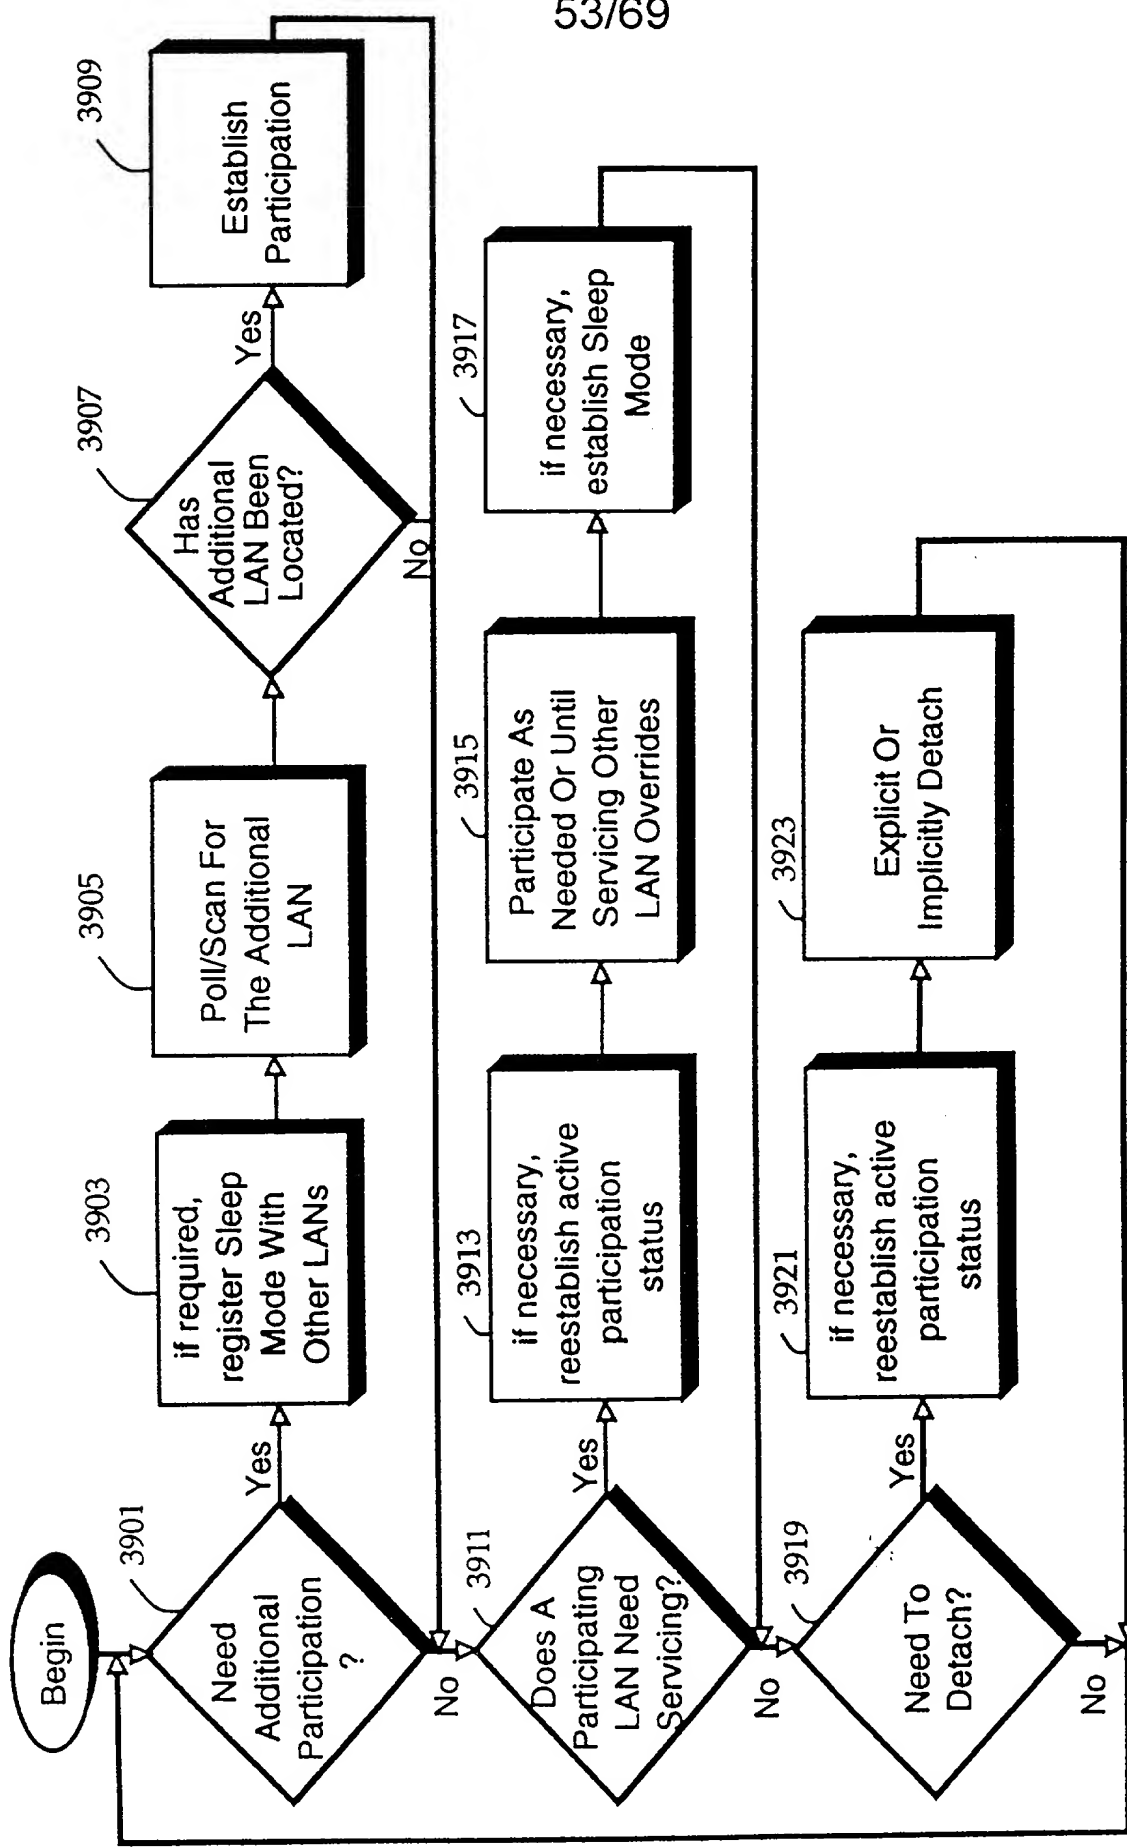 53/69
Begin
3901
Need
Additional
Participation
?
Yes
No
3903
if required,
register Sleep
Mode With
Other LANs
3905
Poll/Scan For
The Additional
LAN
3907
Has
Additional
LAN Been
Located?
Yes
No
3909
Establish
Participation
3911
Does A
Participating
LAN Need
Servicing?
Yes
No
3913
if necessary,
reestablish active
participation
status
3915
Participate As
Needed Or Until
Servicing Other
LAN Overrides
3917
if necessary,
establish Sleep
Mode
3919
Need To
Detach?
Yes
No
3921
if necessary,
reestablish active
participation
status
3923
Explicit Or
Implicitly Detach